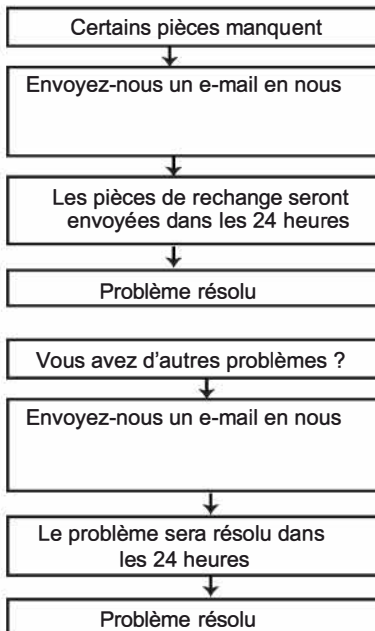 Certains pièces manquent
Envoyez-nous un e-mail en nous
Les pièces de rechange seront
envoyées dans les 24 heures
Problème résolu
Vous avez d'autres problèmes ?
Envoyez-nous un e-mail en nous
Le problème sera résolu dans
les 24 heures
Problème résolu